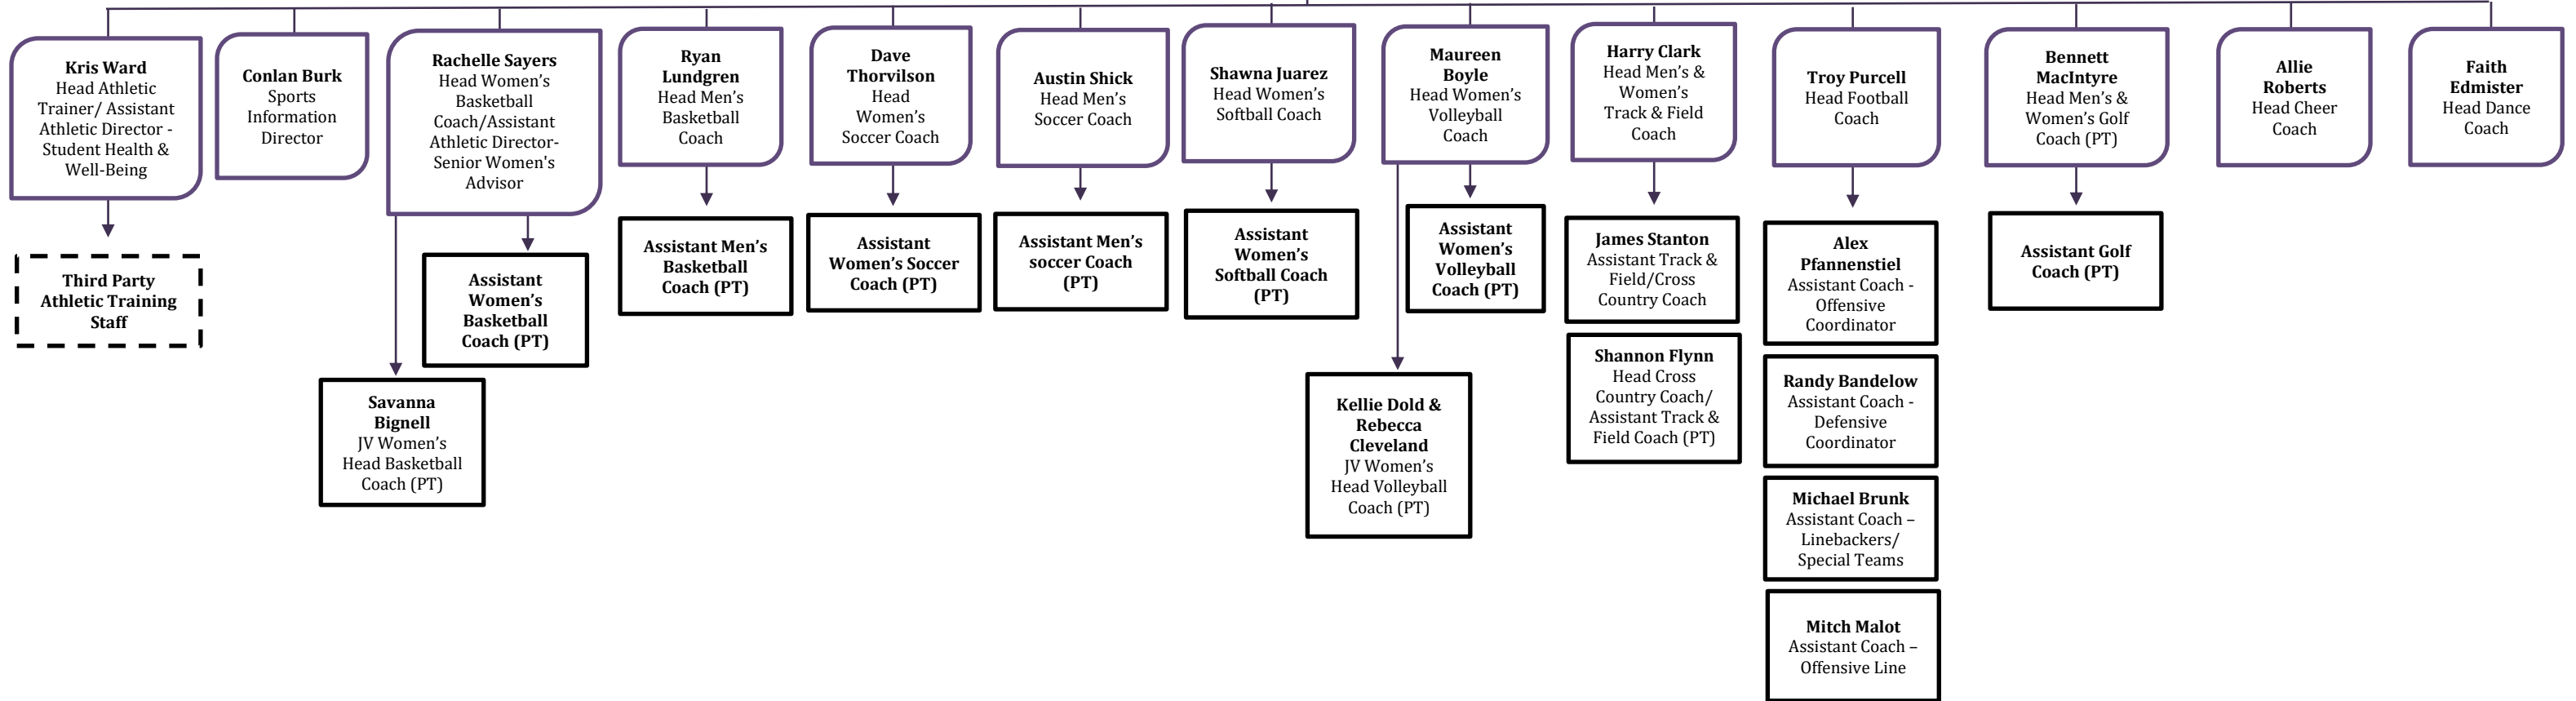 Kris Ward
Head Athletic
Trainer/ Assistant
Athletic Director -
Student Health &
Well-Being
Conlan Burk
Sports
Information
Director
Rachelle Sayers
Head Women’s
Basketball
Coach/Assistant
Athletic Director-
Senior Women's
Advisor
Ryan
Lundgren
Head Men’s
Basketball
Coach
Dave
Thorvilson
Head
Women’s
Soccer Coach
Austin Shick
Head Men’s
Soccer Coach
Shawna Juarez
Head Women’s
Softball Coach
Maureen
Boyle
Head Women’s
Volleyball
Coach
Harry Clark
Head Men’s &
Women’s
Track & Field
Coach
Troy Purcell
Head Football
Coach
Bennett
MacIntyre
Head Men’s &
Women’s Golf
Coach (PT)
Allie
Roberts
Head Cheer
Coach
Faith
Edmister
Head Dance
Coach
Third Party
Athletic Training
Staff
Assistant
Women’s
Basketball
Coach (PT)
Savanna
Bignell
JV Women’s
Head Basketball
Coach (PT)
Assistant Men’s
Basketball
Coach (PT)
Assistant
Women’s Soccer
Coach (PT)
Assistant Men’s
soccer Coach
(PT)
Assistant
Women’s
Softball Coach
(PT)
Assistant
Women’s
Volleyball
Coach (PT)
Kellie Dold &
Rebecca
Cleveland
JV Women’s
Head Volleyball
Coach (PT)
James Stanton
Assistant Track &
Field/Cross
Country Coach
Shannon Flynn
Head Cross
Country Coach/
Assistant Track &
Field Coach (PT)
Alex
Pfannenstiel
Assistant Coach -
Offensive
Coordinator
Randy Bandelow
Assistant Coach -
Defensive
Coordinator
Michael Brunk
Assistant Coach –
Linebackers/
Special Teams
Mitch Malot
Assistant Coach –
Offensive Line
Assistant Golf
Coach (PT)